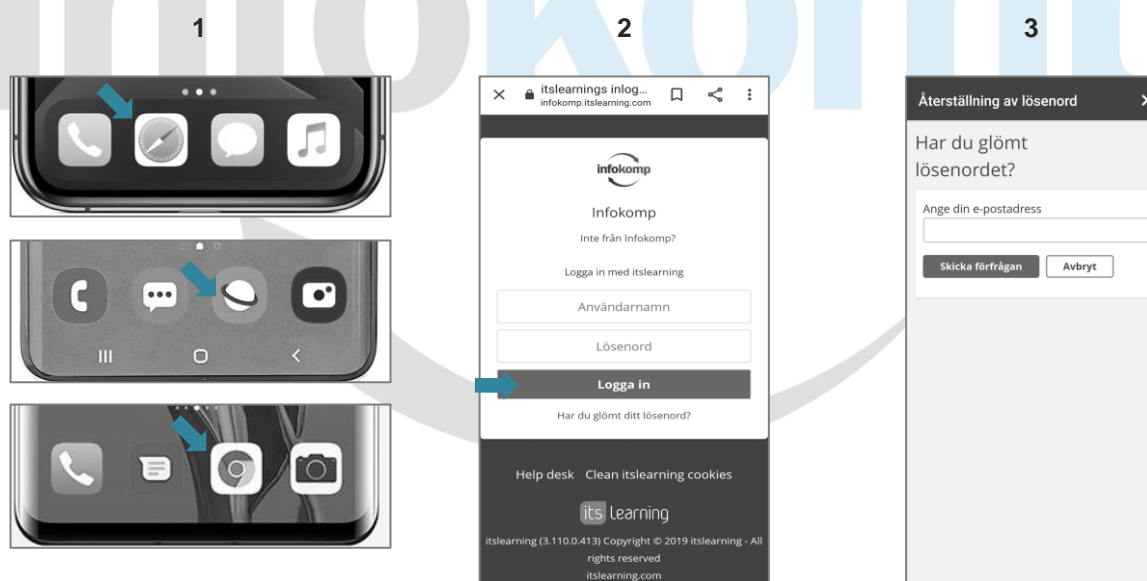 1
2
3
itslearnings inlog...
infokomp.itslearning.com
infokomp
Infokomp
Inte från Infokomp?
Logga in med itslearning
Användarnamn
Lösenord
Logga in
Har du glömt ditt lösenord?
Help desk Clean itslearning cookies
its learning
itslearning (3.110.0.413) Copyright © 2019 itslearning - All
rights reserved
itslearning.com
Återställning av lösenord
Har du glömt
lösenordet?
Ange din e-postadress
Skicka förfrågan Avbryt